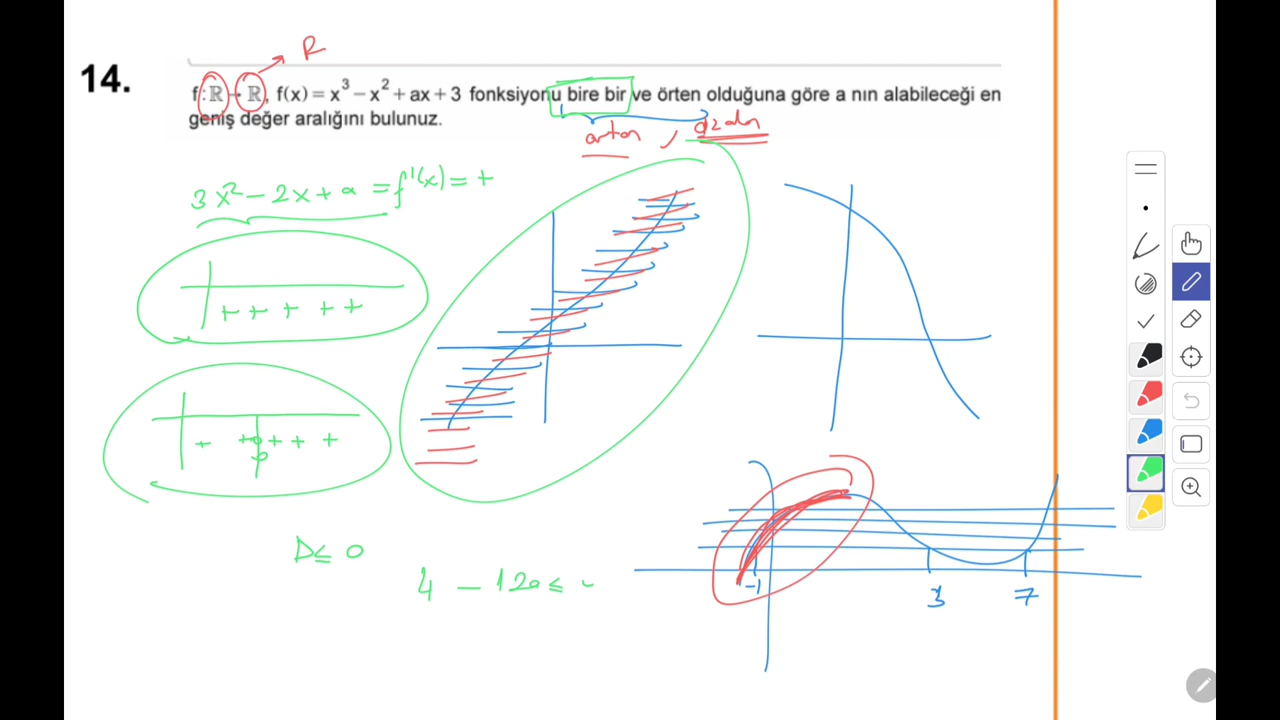 R
14.
f : ℝ → ℝ, f(x) = x³ − x² + ax + 3 fonksiyonu bire bir ve örten olduğuna göre a nın alabileceği en
geniş değer aralığını bulunuz.
artan , azalan
3x² − 2x + a = f'(x) = +
+ + + + +
+ + 0 + + +
Δ ≤ 0
4 − 12a ≤
-1 3 7